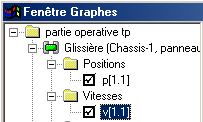 Fenêtre Graphes
partie operative tp
Glissière (Chassis-1, panneau
Positions
p[1.1]
Vitesses
v[1.1]